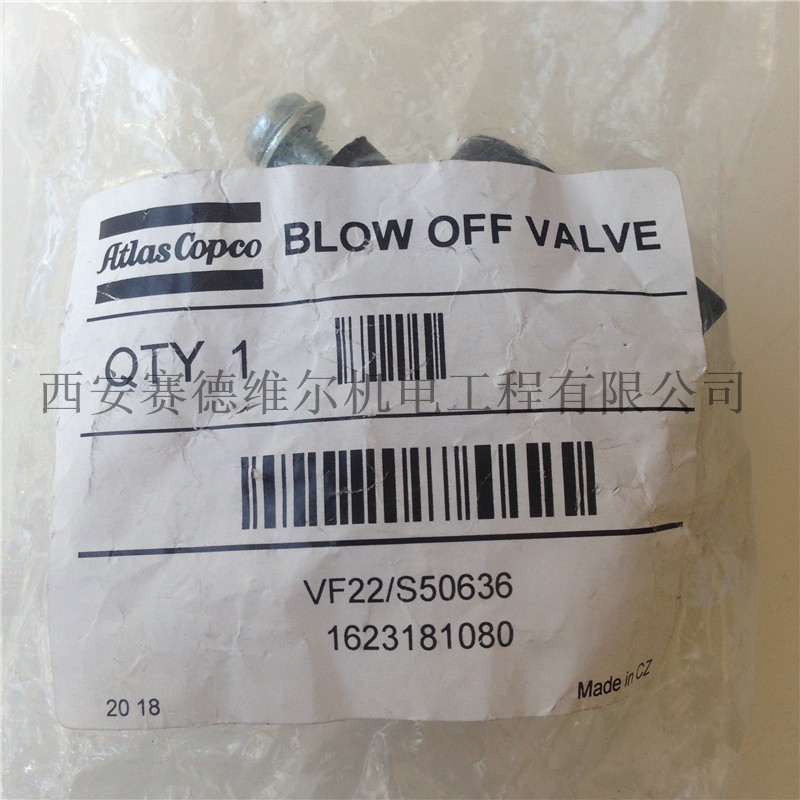 Atlas Copco BLOW OFF VALVE
QTY 1
西安赛德维尔机电工程有限公司
VF22/S50636
1623181080
Made in CZ
20 18